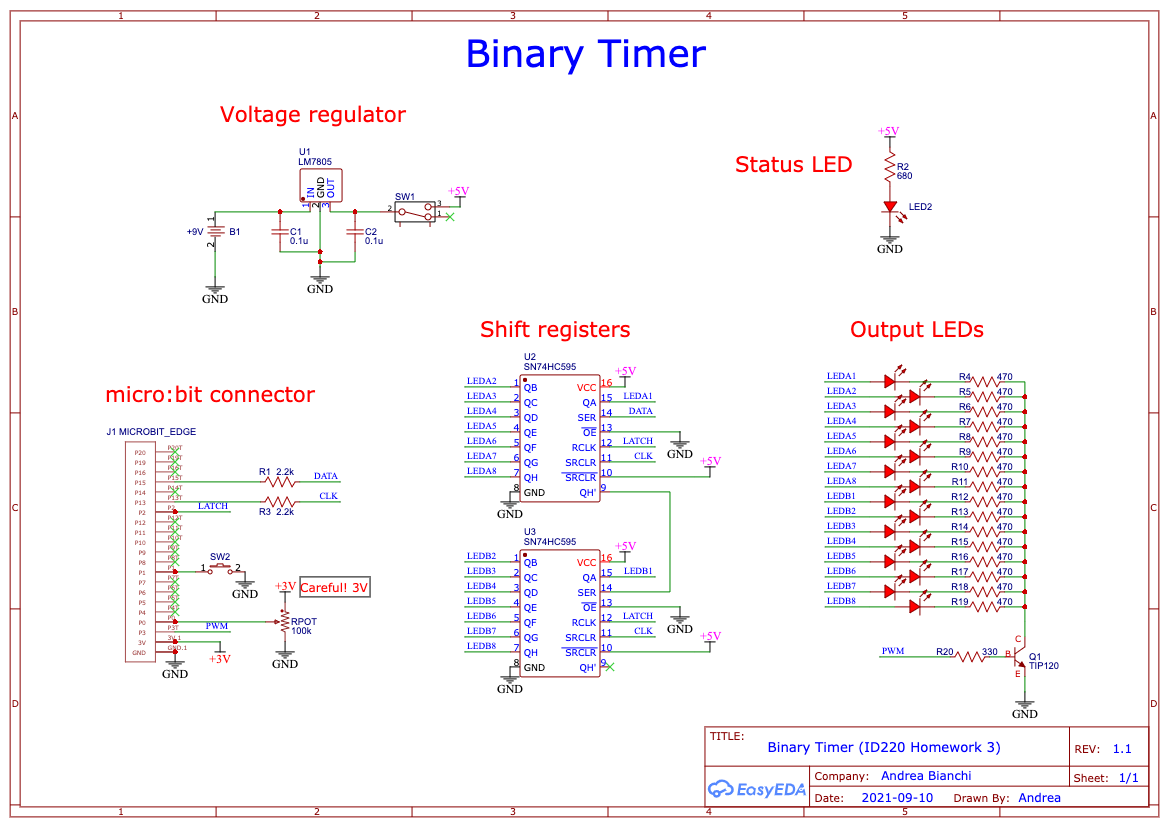 1 2 3 4 5
A A
B B
C C
D D
Binary Timer
Voltage regulator
U1
LM7805
IN
GND
OUT
1 2 3
+9V
1
2
B1
C1
0.1u
C2
0.1u
SW1
2
3
1
+5V
GND
GND
Status LED
+5V
R2
680
LED2
GND
micro:bit connector
J1 MICROBIT_EDGE
P20
P19
P16
P15
P14
P13
P2
P12
P11
P10
P9
P8
P1
P7
P6
P5
P4
P0
P3
3V
GND
P15T
P13T
P3T
3V.1
GND.1
R1 2.2k
DATA
CLK
R3 2.2k
LATCH
SW2
1 2
GND
+3V
Careful! 3V
RPOT
100k
GND
PWM
+3V
GND
Shift registers
U2
SN74HC595
LEDA2 1 QB VCC 16 +5V
LEDA3 2 QC QA 15 LEDA1
LEDA4 3 QD SER 14 DATA
LEDA5 4 QE OE 13
LEDA6 5 QF RCLK 12 LATCH
LEDA7 6 QG SRCLR 11 CLK
LEDA8 7 QH SRCLR 10 +5V
8 GND QH' 9
GND
GND
U3
SN74HC595
LEDB2 1 QB VCC 16 +5V
LEDB3 2 QC QA 15 LEDB1
LEDB4 3 QD SER 14
LEDB5 4 QE OE 13
LEDB6 5 QF RCLK 12 LATCH
LEDB7 6 QG SRCLR 11 CLK
LEDB8 7 QH SRCLR 10 +5V
8 GND QH' 9
GND
GND
Output LEDs
LEDA1 R4 470
LEDA2 R5 470
LEDA3 R6 470
LEDA4 R7 470
LEDA5 R8 470
LEDA6 R9 470
LEDA7 R10 470
LEDA8 R11 470
LEDB1 R12 470
LEDB2 R13 470
LEDB3 R14 470
LEDB4 R15 470
LEDB5 R16 470
LEDB6 R17 470
LEDB7 R18 470
LEDB8 R19 470
PWM
R20 330
B
C
E
Q1
TIP120
GND
TITLE:
Binary Timer (ID220 Homework 3)
REV: 1.1
EasyEDA
Company: Andrea Bianchi
Sheet: 1/1
Date: 2021-09-10 Drawn By: Andrea
1 2 3 4 5